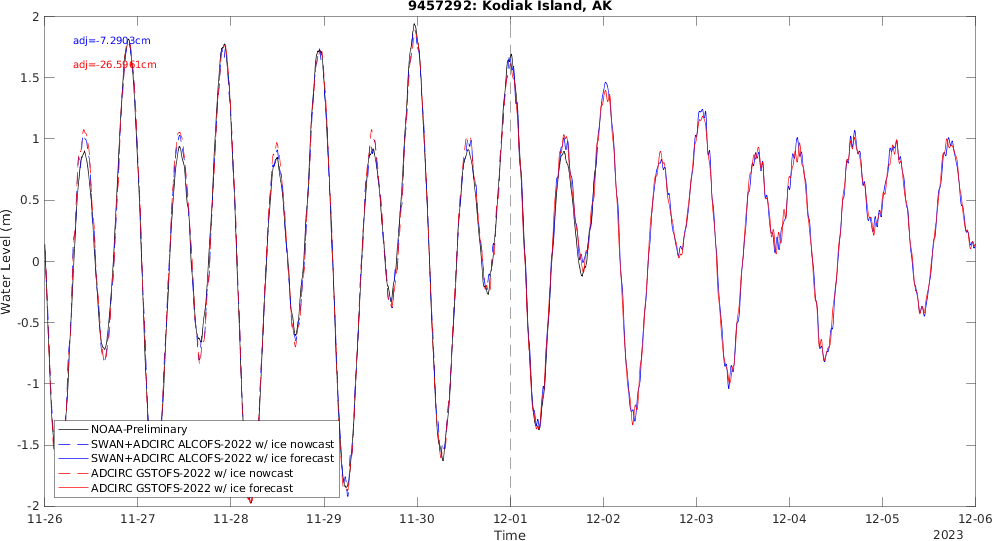 9457292: Kodiak Island, AK
adj=-7.2903cm
adj=-26.5961cm
Water Level (m)
2
1.5
1
0.5
0
-0.5
-1
-1.5
-2
NOAA-Preliminary
SWAN+ADCIRC ALCOFS-2022 w/ ice nowcast
SWAN+ADCIRC ALCOFS-2022 w/ ice forecast
ADCIRC GSTOFS-2022 w/ ice nowcast
ADCIRC GSTOFS-2022 w/ ice forecast
11-26 11-27 11-28 11-29 11-30 12-01 12-02 12-03 12-04 12-05 12-06
Time
2023